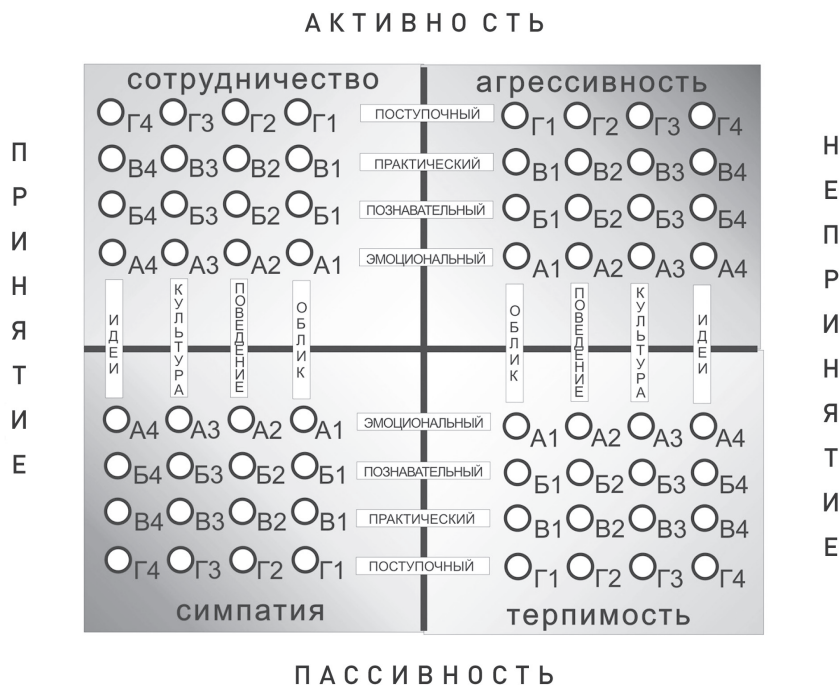 АКТИВНОСТЬ
ПРИНЯТИЕ
НЕПРИНЯТИЕ
сотрудничество
агрессивность
Г4 Г3 Г2 Г1 ПОСТУПОЧНЫЙ Г1 Г2 Г3 Г4
В4 В3 В2 В1 ПРАКТИЧЕСКИЙ В1 В2 В3 В4
Б4 Б3 Б2 Б1 ПОЗНАВАТЕЛЬНЫЙ Б1 Б2 Б3 Б4
А4 А3 А2 А1 ЭМОЦИОНАЛЬНЫЙ А1 А2 А3 А4
ИДЕИ
КУЛЬТУРА
ПОВЕДЕНИЕ
ОБЛИК
ОБЛИК
ПОВЕДЕНИЕ
КУЛЬТУРА
ИДЕИ
А4 А3 А2 А1 ЭМОЦИОНАЛЬНЫЙ А1 А2 А3 А4
Б4 Б3 Б2 Б1 ПОЗНАВАТЕЛЬНЫЙ Б1 Б2 Б3 Б4
В4 В3 В2 В1 ПРАКТИЧЕСКИЙ В1 В2 В3 В4
Г4 Г3 Г2 Г1 ПОСТУПОЧНЫЙ Г1 Г2 Г3 Г4
симпатия
терпимость
ПАССИВНОСТЬ